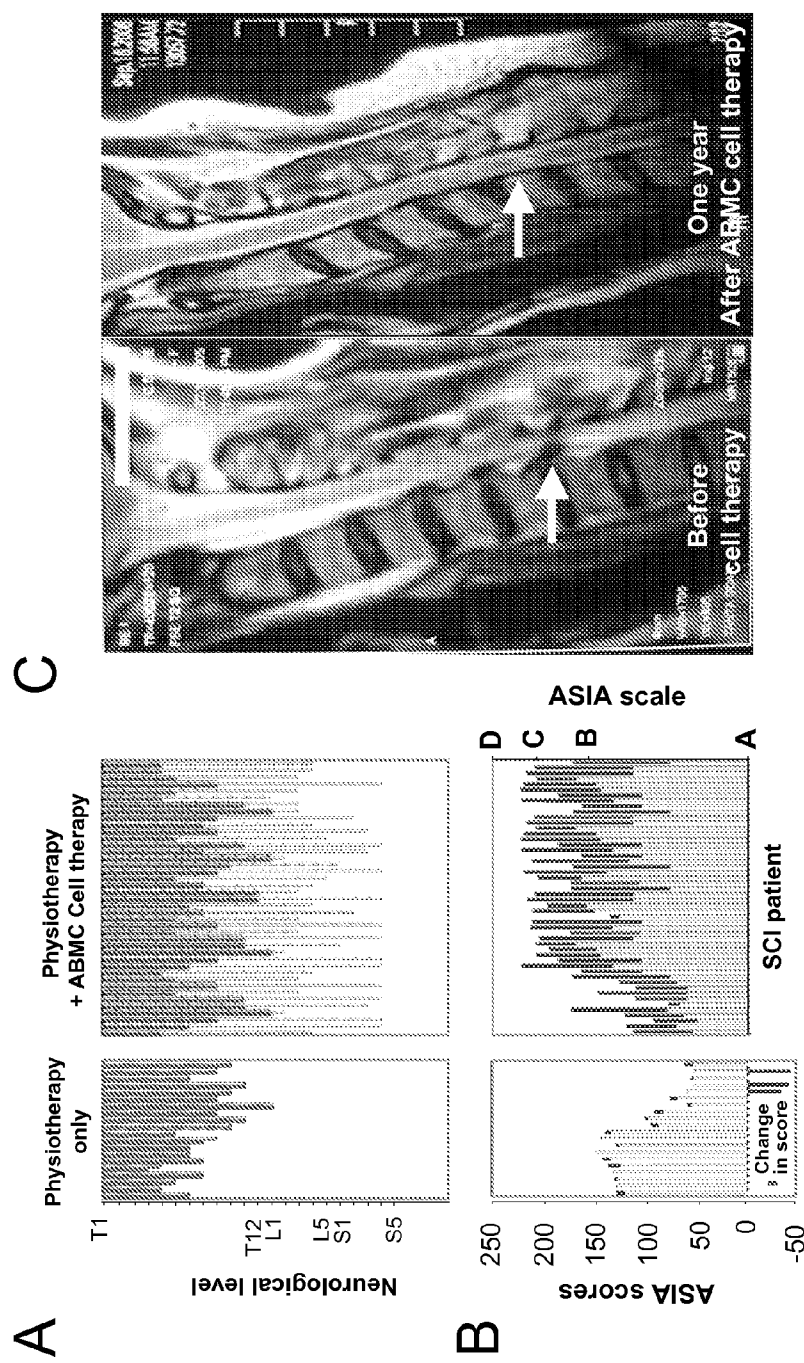 A
Physiotherapy
only
Physiotherapy
+ ABMC Cell therapy
Neurological level
T1
T12
L1
L5
S1
S5
B
ASIA scores
250
200
150
100
50
0
-50
Change
in score
SCI patient
ASIA scale
D
C
B
A
C
Before
cell therapy
One year
After ABMC cell therapy